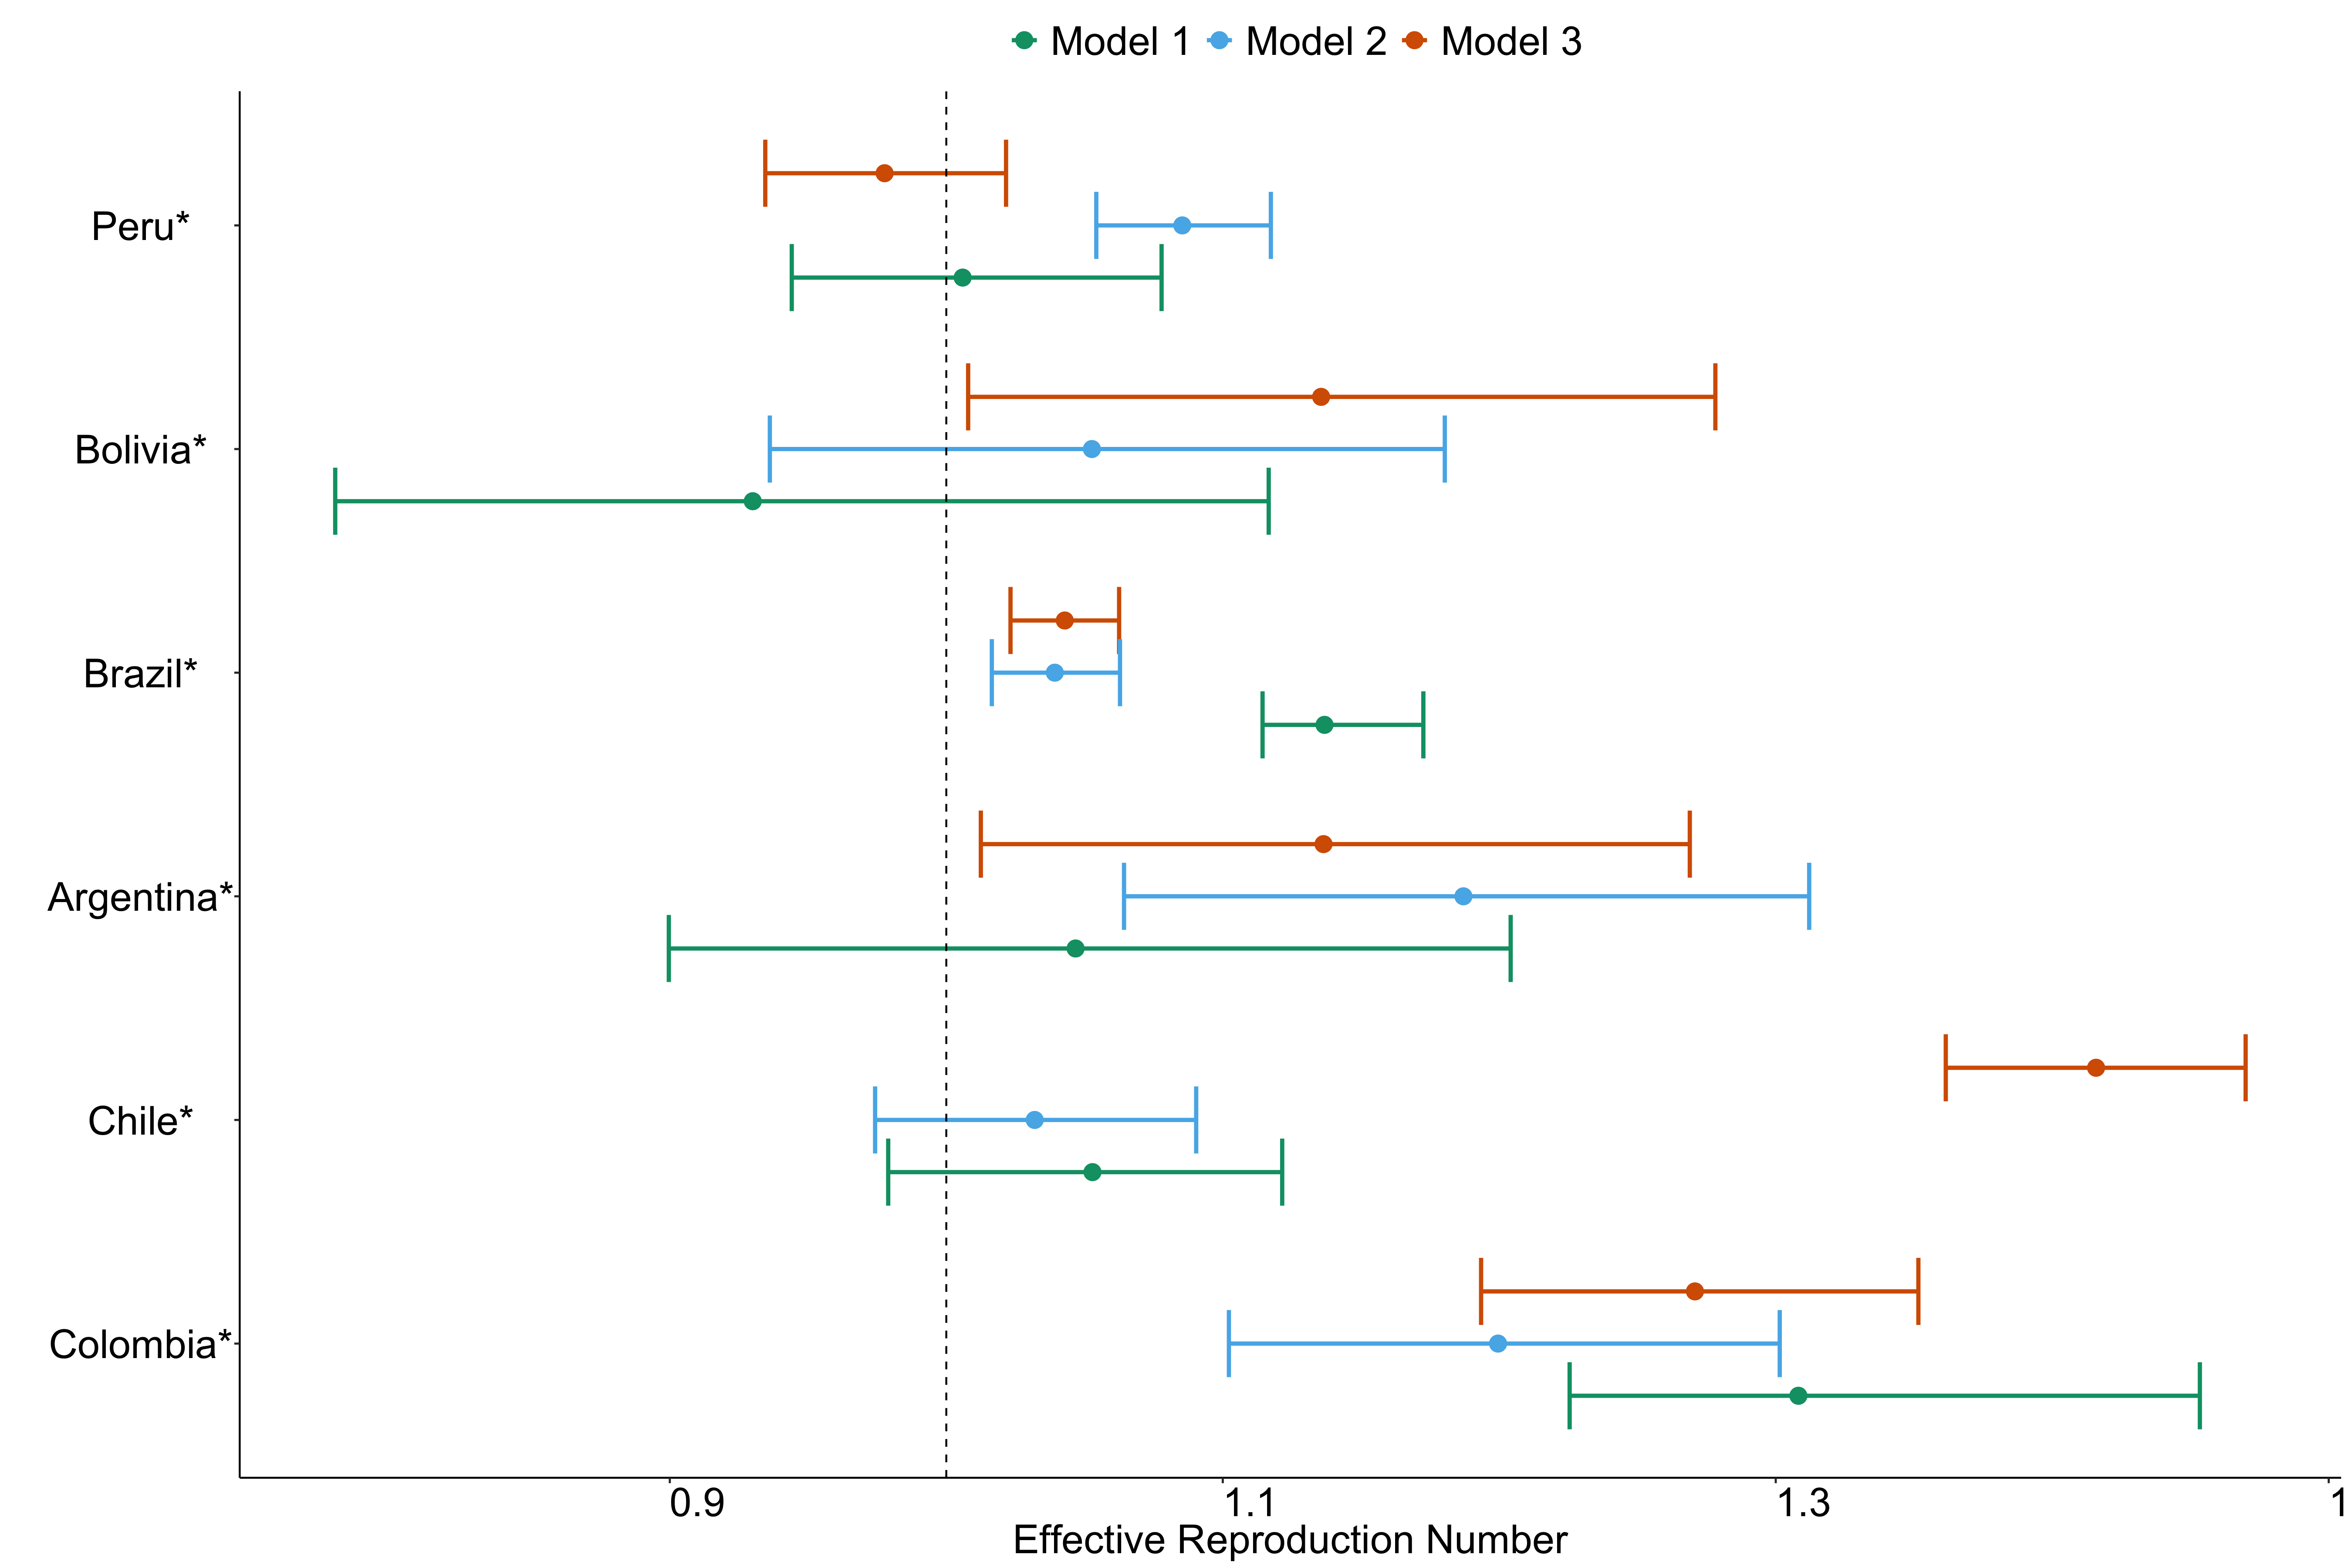 Model 1 Model 2 Model 3
Peru*
Bolivia*
Brazil*
Argentina*
Chile*
Colombia*
0.9 1.1 1.3 1
Effective Reproduction Number